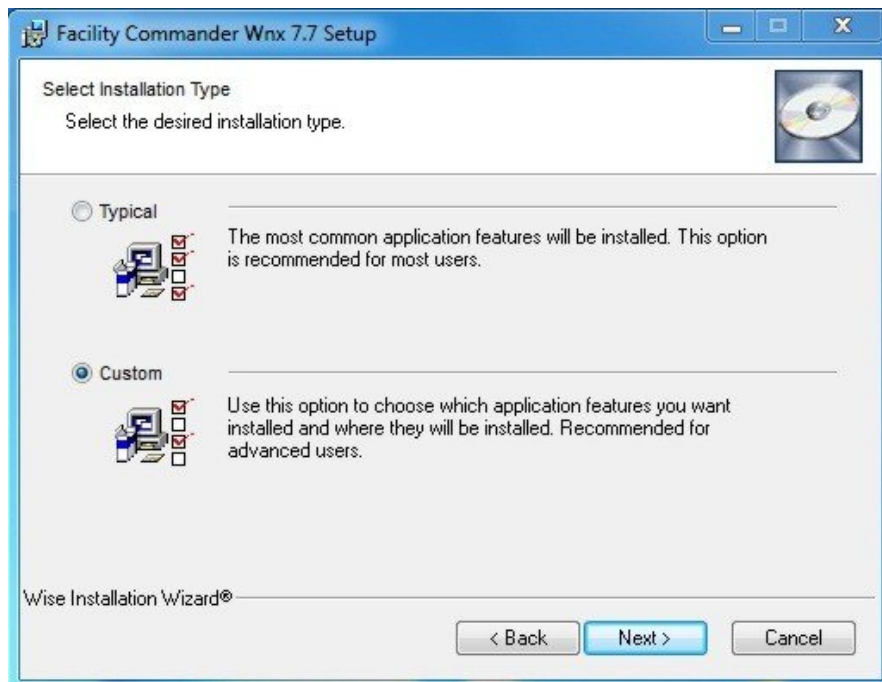 Facility Commander Wnx 7.7 Setup
Select Installation Type
Select the desired installation type.
Typical
The most common application features will be installed. This option
is recommended for most users.
Custom
Use this option to choose which application features you want
installed and where they will be installed. Recommended for
advanced users.
Wise Installation Wizard®
< Back Next > Cancel